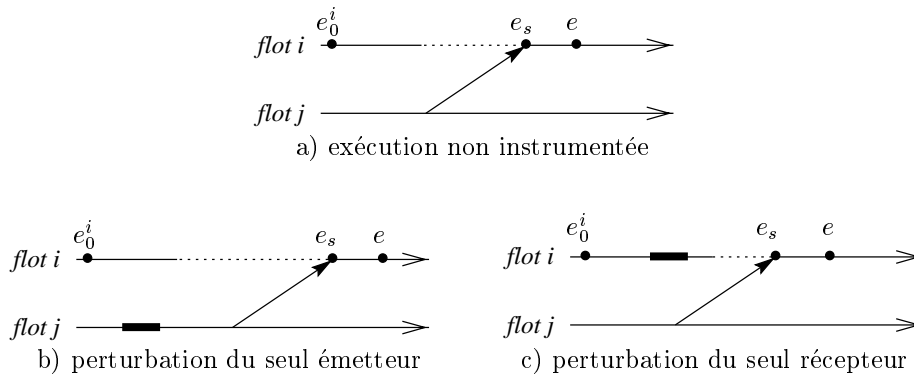 e_0^i e_s e
flot i
flot j
a) exécution non instrumentée
e_0^i e_s e
flot i
flot j
b) perturbation du seul émetteur
e_0^i e_s e
flot i
flot j
c) perturbation du seul récepteur